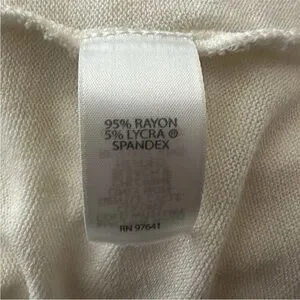 95% RAYON
5% LYCRA ®
SPANDEX
RN 97641